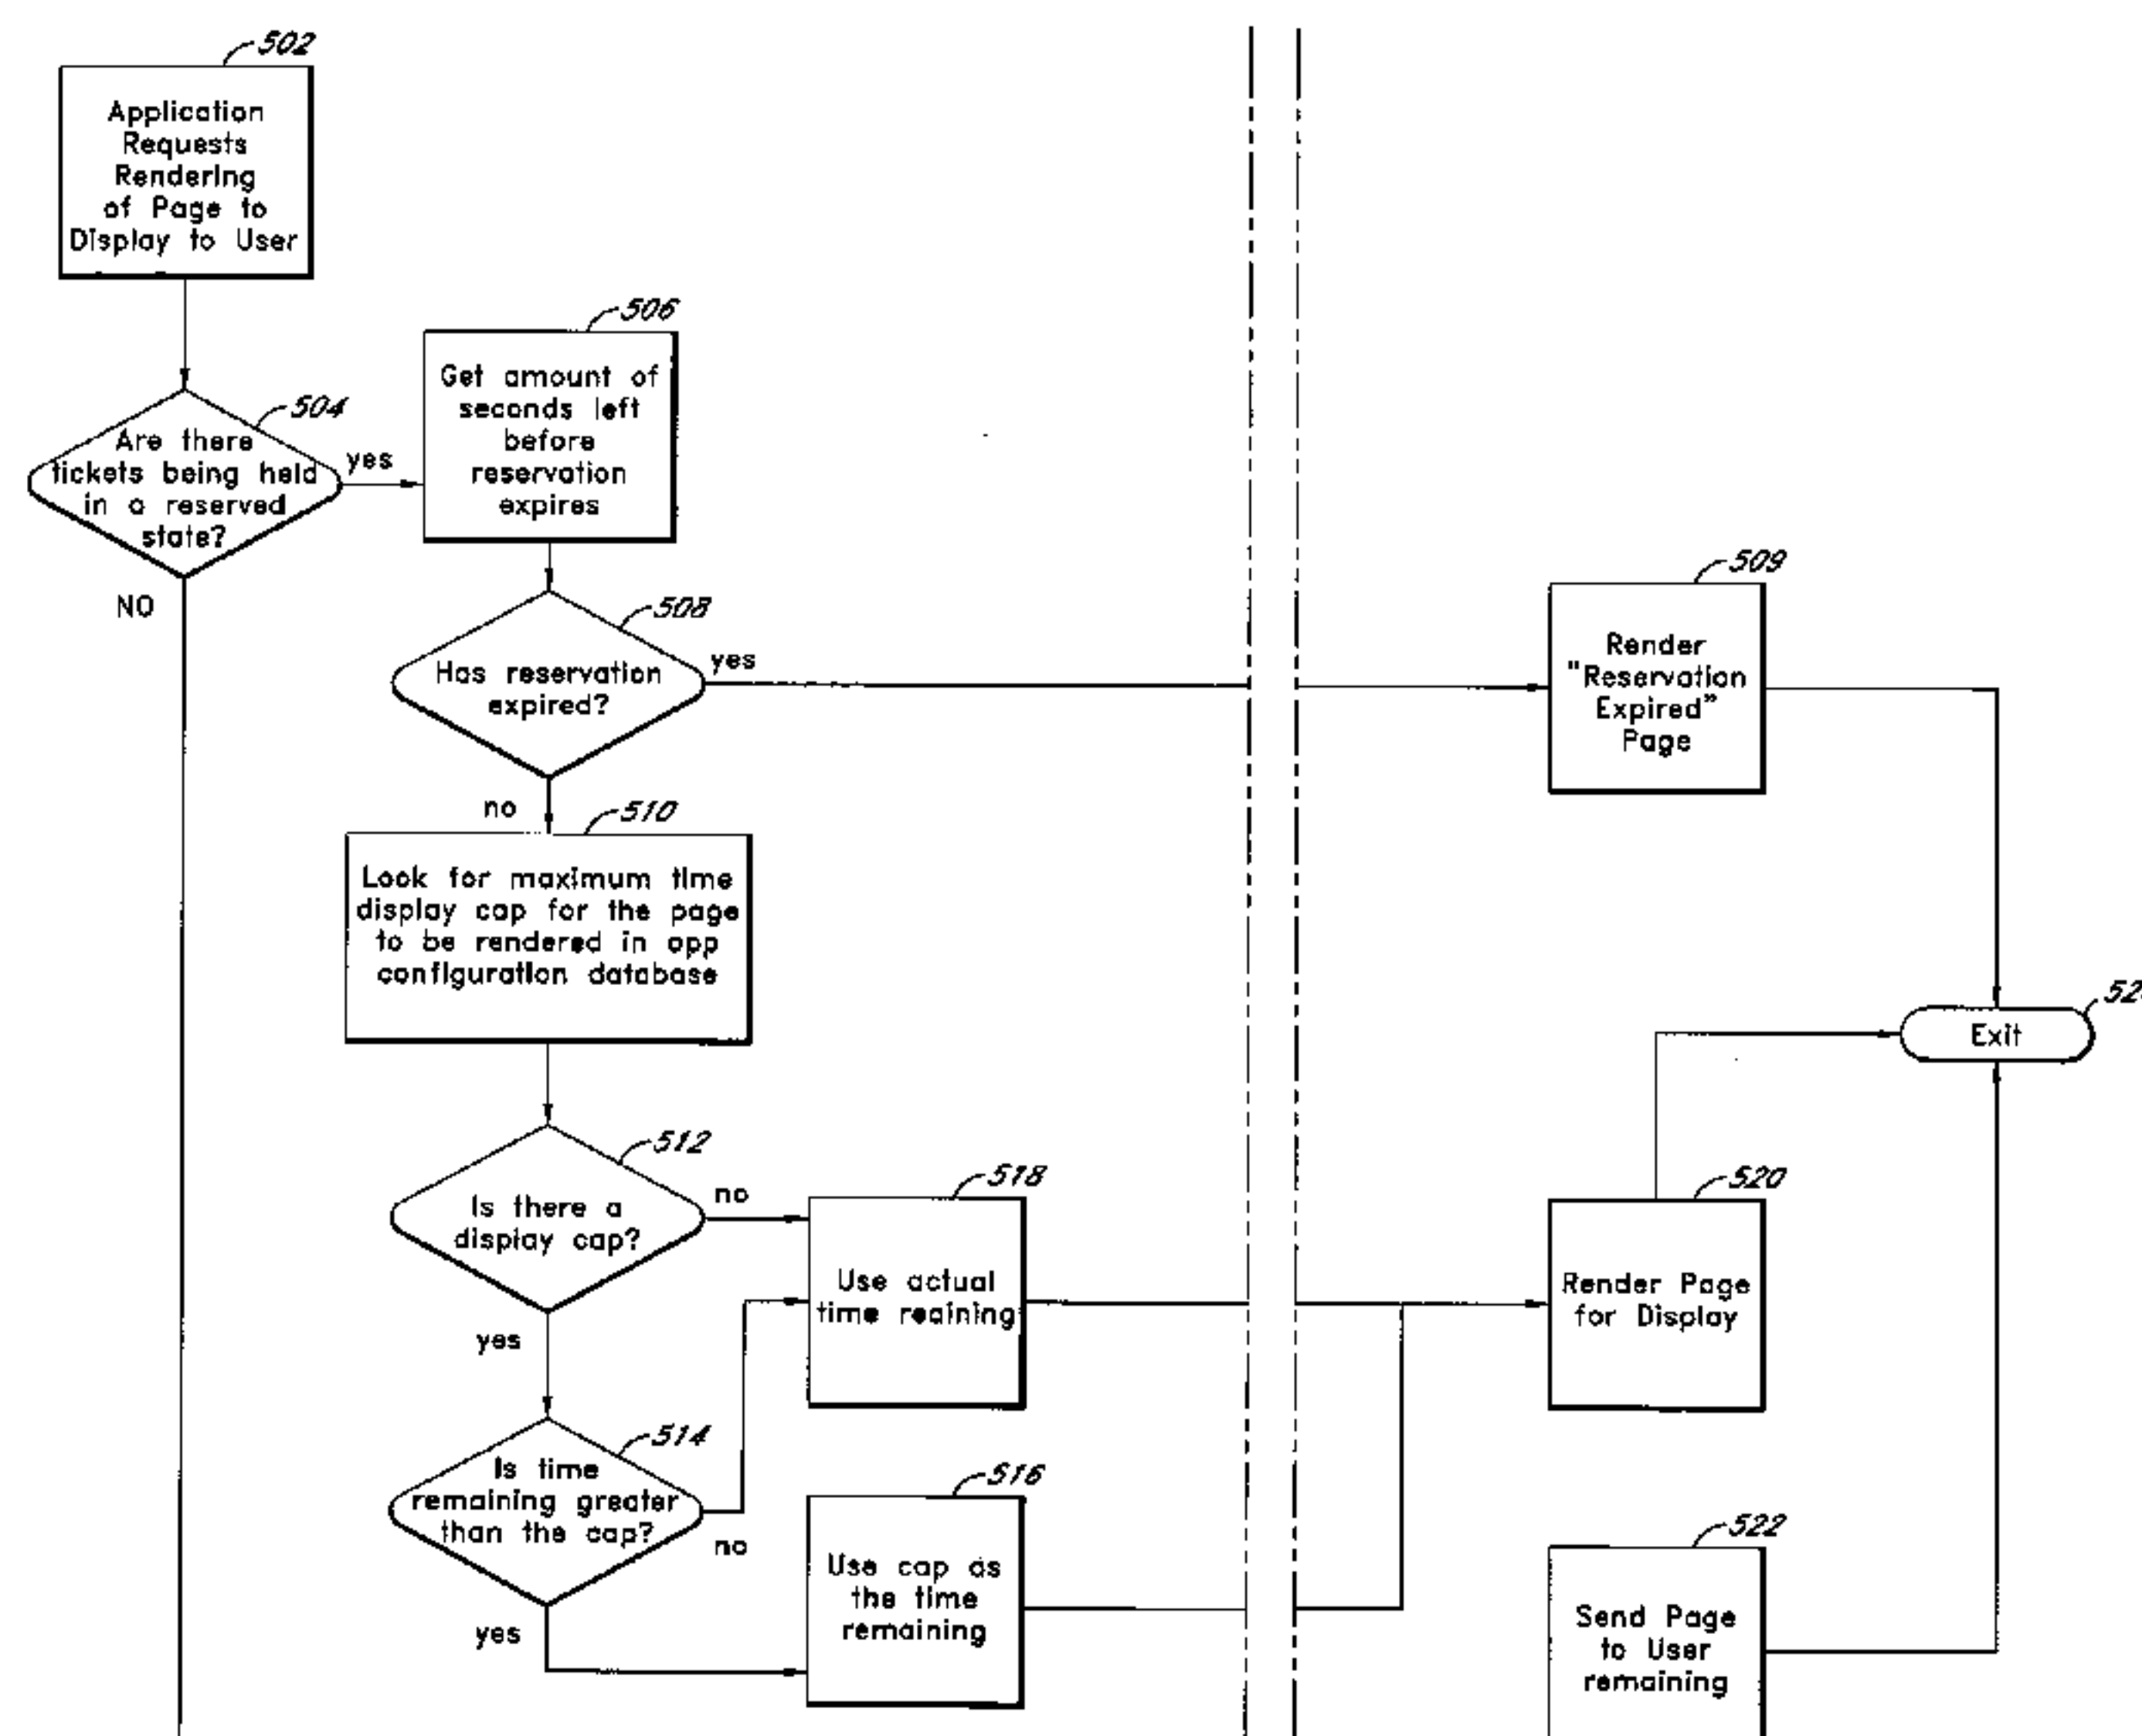 502
Application
Requests
Rendering
of Page to
Display to User
504
Are there
tickets being held
in a reserved
state?
yes
NO
506
Get amount of
seconds left
before
reservation
expires
508
Has reservation
expired?
yes
no
509
Render
"Reservation
Expired"
Page
510
Look for maximum time
display cap for the page
to be rendered in app
configuration database
512
Is there a
display cap?
no
yes
518
Use actual
time reaining
514
Is time
remaining greater
than the cap?
no
yes
516
Use cap as
the time
remaining
520
Render Page
for Display
522
Send Page
to User
remaining
Exit